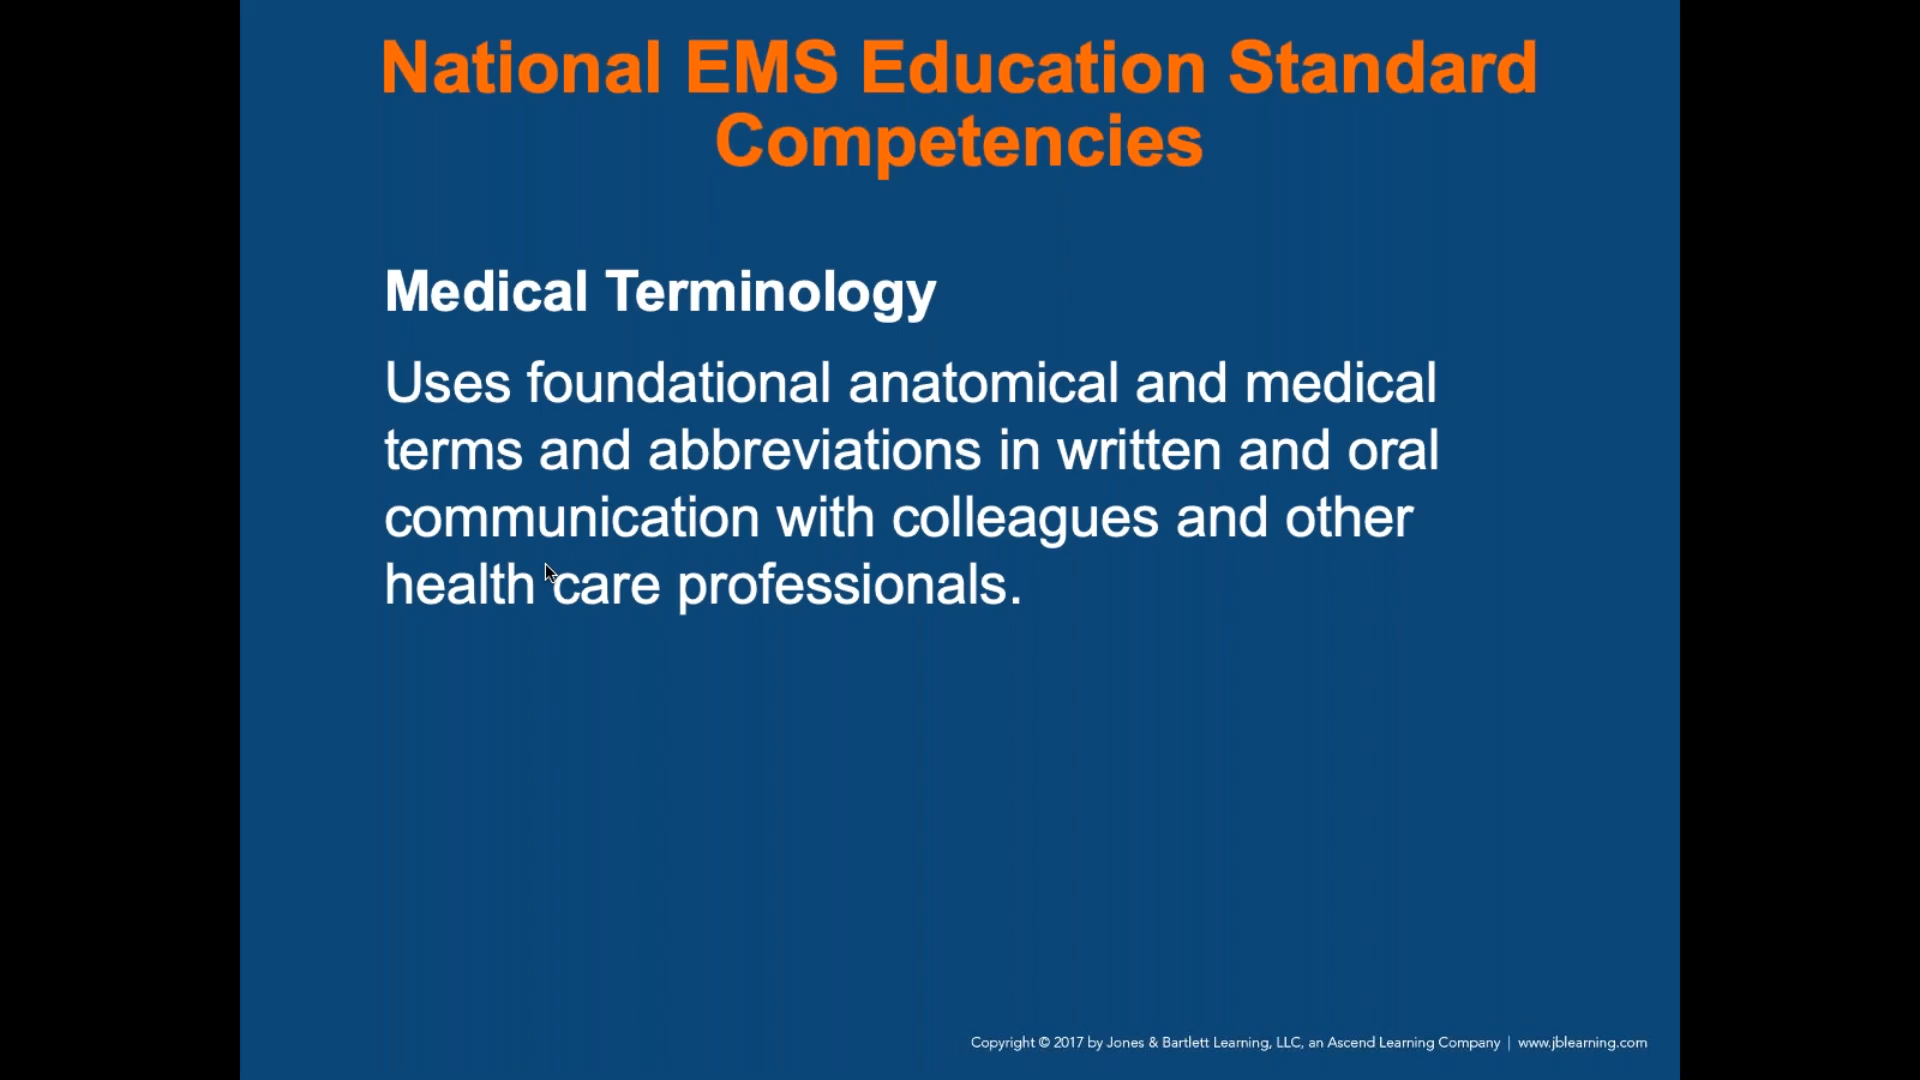 National EMS Education Standard
Competencies
Medical Terminology
Uses foundational anatomical and medical
terms and abbreviations in written and oral
communication with colleagues and other
health care professionals.
Copyright © 2017 by Jones & Bartlett Learning, LLC, an Ascend Learning Company | www.jblearning.com